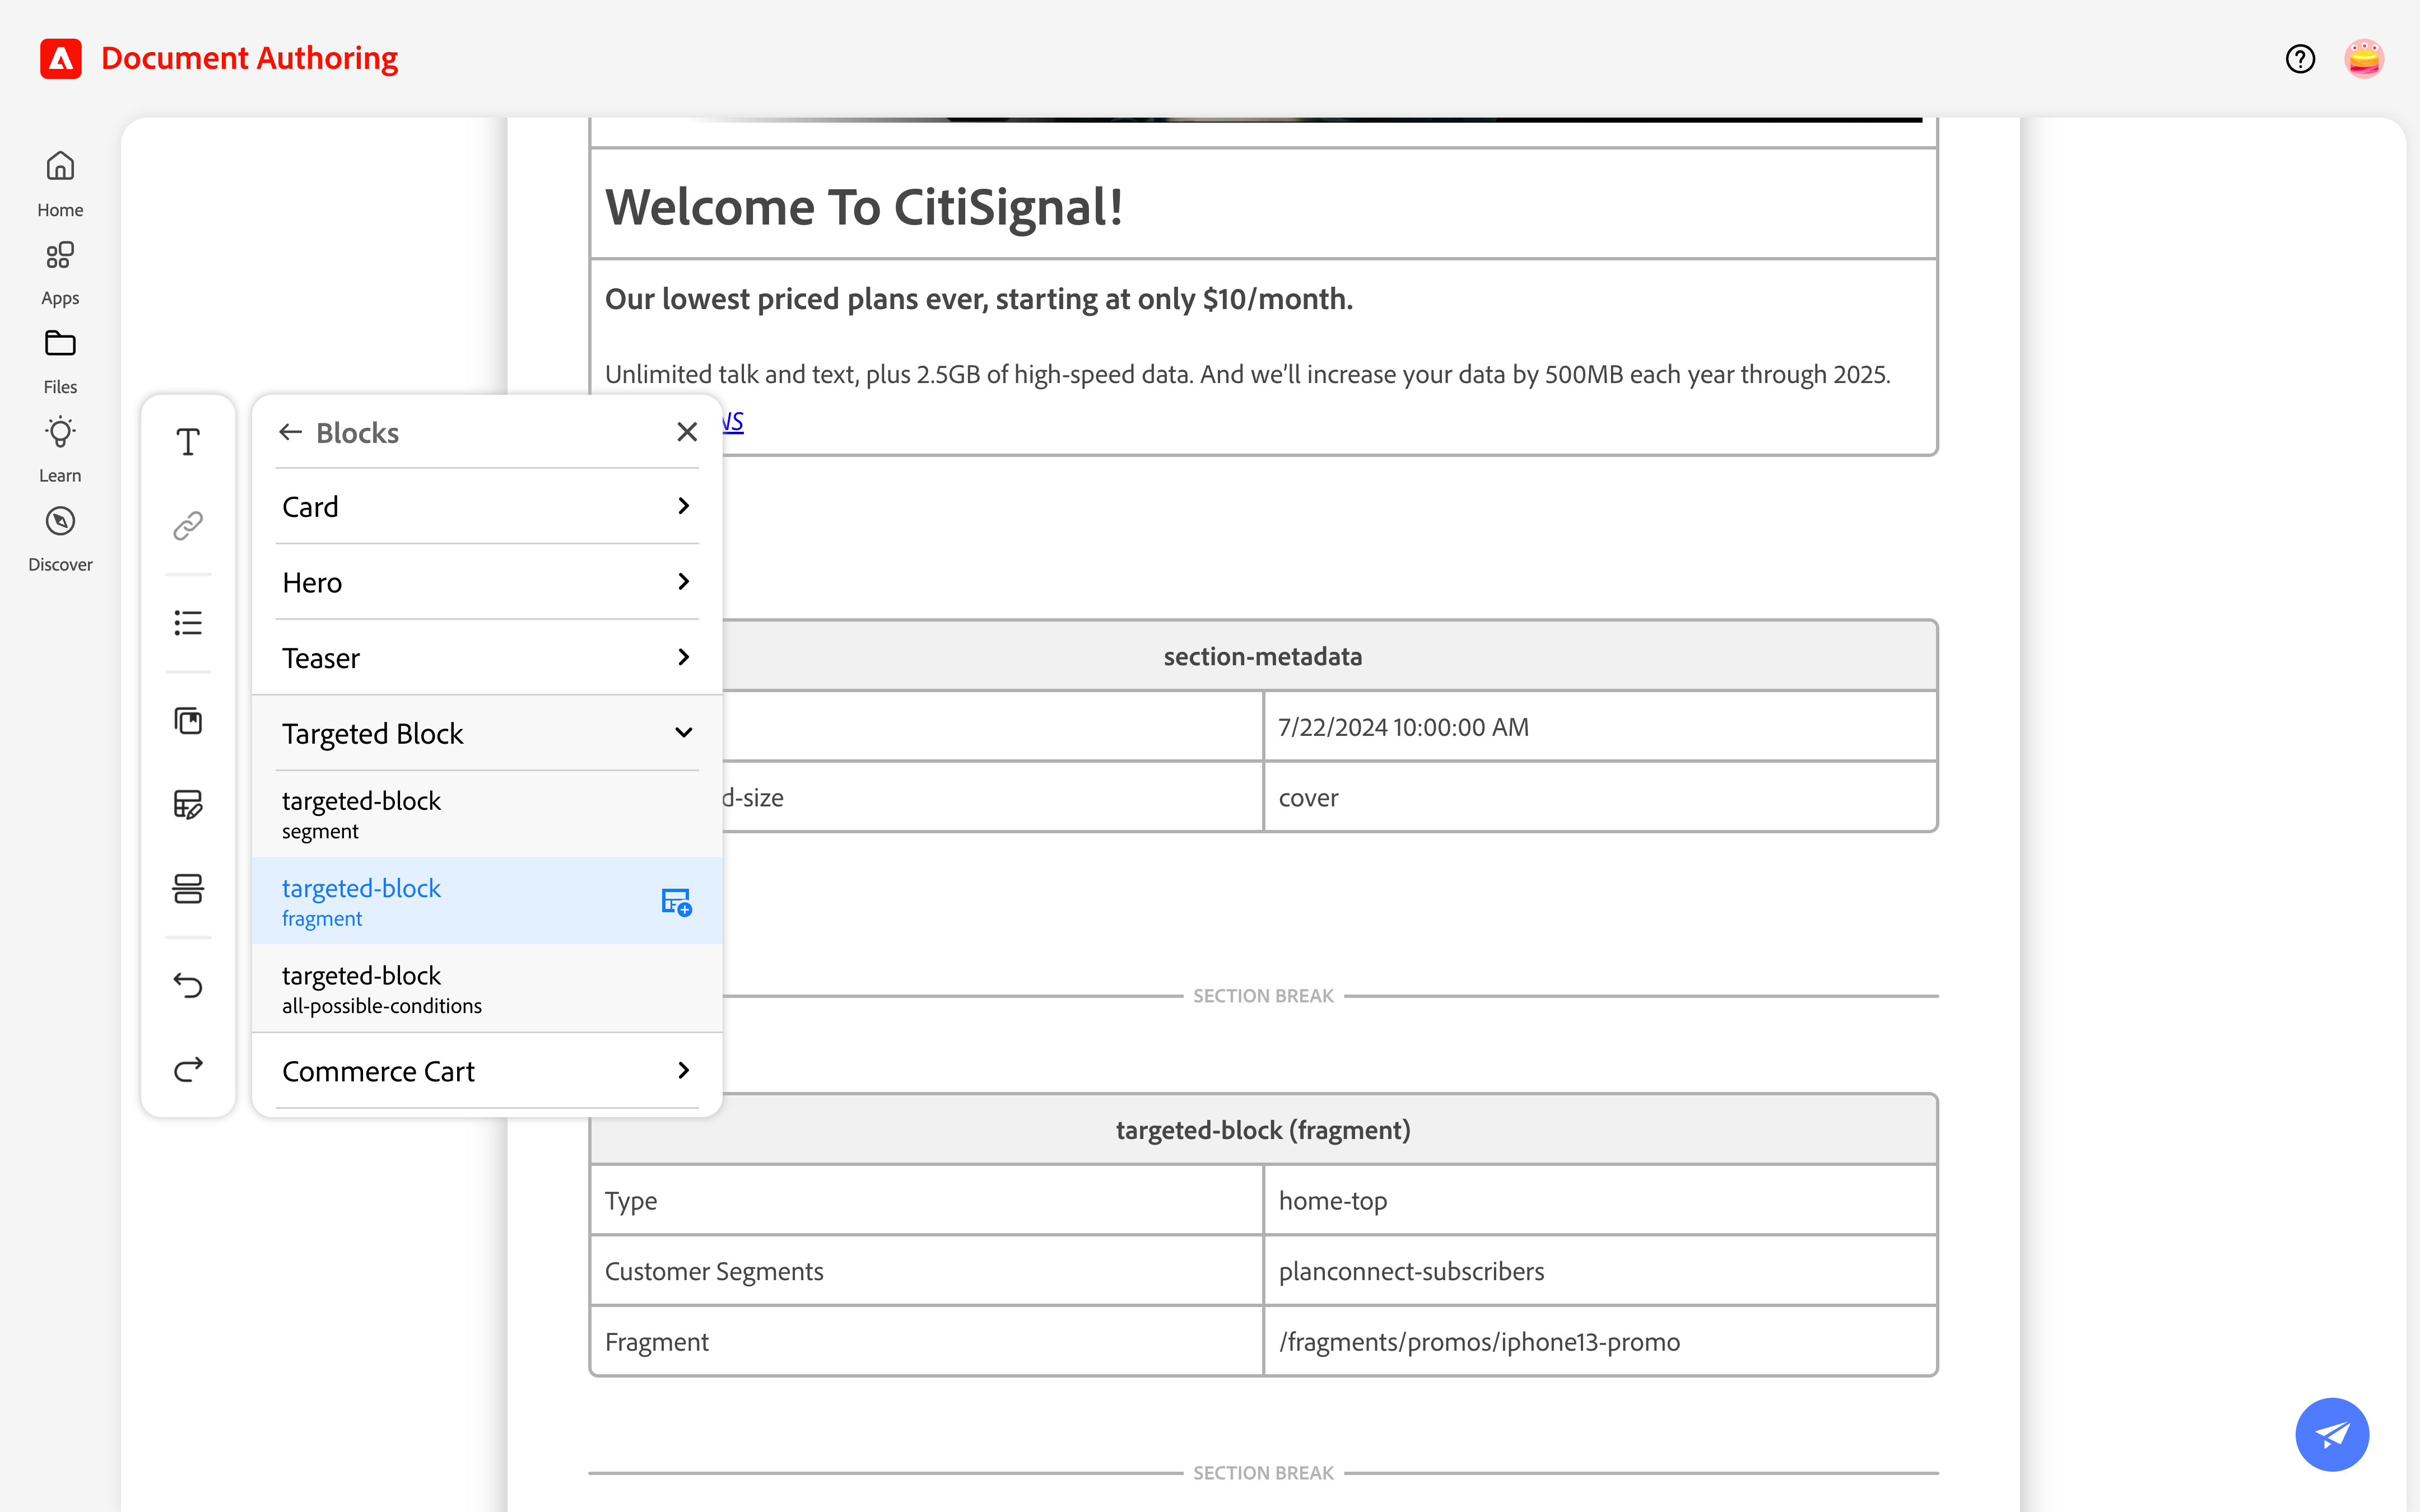 Document Authoring
Home
Apps
Files
Learn
Discover
Welcome To CitiSignal!
Our lowest priced plans ever, starting at only $10/month.
Unlimited talk and text, plus 2.5GB of high-speed data. And we’ll increase your data by 500MB each year through 2025.
Blocks
Card
Hero
Teaser
Targeted Block
targeted-block
segment
targeted-block
fragment
targeted-block
all-possible-conditions
Commerce Cart
section-metadata
7/22/2024 10:00:00 AM
d-size
cover
SECTION BREAK
targeted-block (fragment)
Type
home-top
Customer Segments
planconnect-subscribers
Fragment
/fragments/promos/iphone13-promo
SECTION BREAK